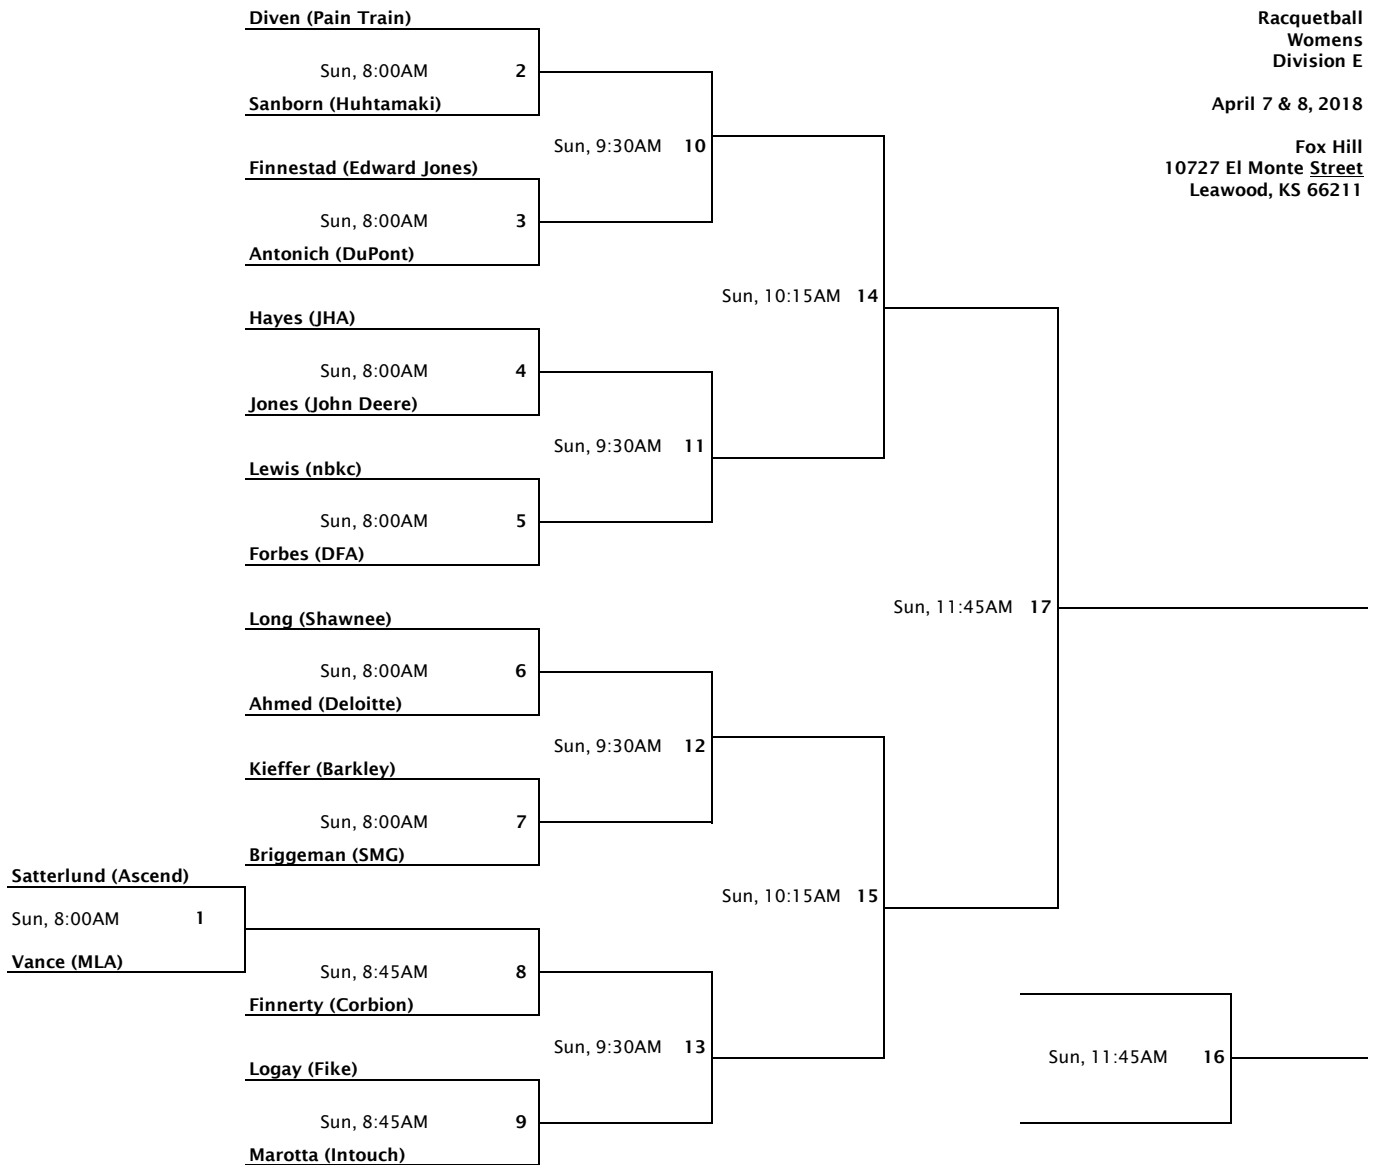 Diven (Pain Train)
Racquetball
Womens
Division E
Sun, 8:00AM 2
Sanborn (Huhtamaki)
April 7 & 8, 2018
Sun, 9:30AM 10
Fox Hill
10727 El Monte Street
Leawood, KS 66211
Finnestad (Edward Jones)
Sun, 8:00AM 3
Antonich (DuPont)
Sun, 10:15AM 14
Hayes (JHA)
Sun, 8:00AM 4
Jones (John Deere)
Sun, 9:30AM 11
Lewis (nbkc)
Sun, 8:00AM 5
Forbes (DFA)
Sun, 11:45AM 17
Long (Shawnee)
Sun, 8:00AM 6
Ahmed (Deloitte)
Sun, 9:30AM 12
Kieffer (Barkley)
Sun, 8:00AM 7
Briggeman (SMG)
Satterlund (Ascend)
Sun, 10:15AM 15
Sun, 8:00AM 1
Vance (MLA)
Sun, 8:45AM 8
Finnerty (Corbion)
Sun, 9:30AM 13
Sun, 11:45AM 16
Logay (Fike)
Sun, 8:45AM 9
Marotta (Intouch)